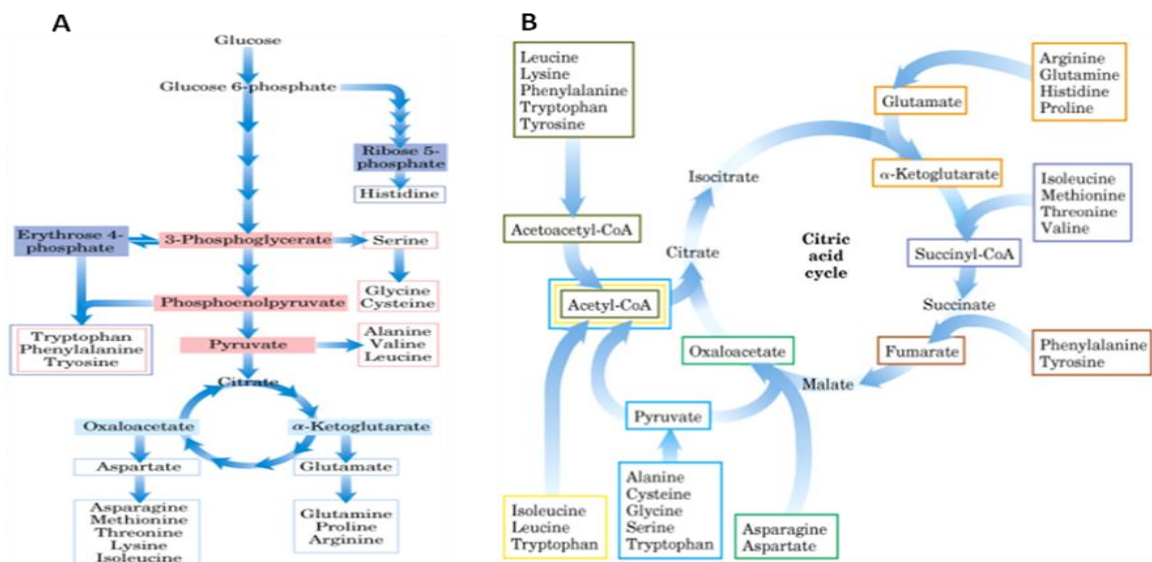 A
Glucose
Glucose 6-phosphate
Ribose 5-
phosphate
Histidine
Erythrose 4-
phosphate
3-Phosphoglycerate
Serine
Glycine
Cysteine
Phosphoenolpyruvate
Tryptophan
Phenylalanine
Tryosine
Pyruvate
Alanine
Valine
Leucine
Citrate
Oxaloacetate
α-Ketoglutarate
Aspartate
Glutamate
Asparagine
Methionine
Threonine
Lysine
Isoleucine
Glutamine
Proline
Arginine
B
Leucine
Lysine
Phenylalanine
Tryptophan
Tyrosine
Arginine
Glutamine
Histidine
Proline
Glutamate
Isocitrate
α-Ketoglutarate
Isoleucine
Methionine
Threonine
Valine
Acetoacetyl-CoA
Citrate
Citric
acid
cycle
Succinyl-CoA
Acetyl-CoA
Succinate
Oxaloacetate
Fumarate
Phenylalanine
Tyrosine
Malate
Pyruvate
Isoleucine
Leucine
Tryptophan
Alanine
Cysteine
Glycine
Serine
Tryptophan
Asparagine
Aspartate